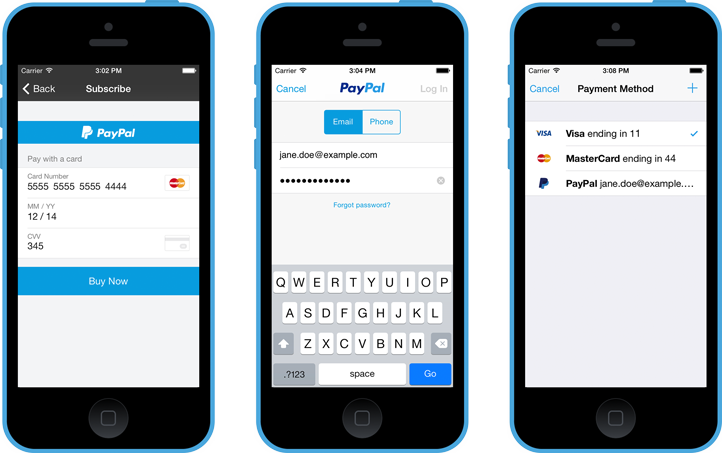 Carrier 3:02 PM
Back Subscribe
PayPal
Pay with a card
Card Number
5555 5555 5555 4444
MM / YY
12 / 14
CVV
345
Buy Now
Carrier 3:04 PM
Cancel PayPal Log In
Email Phone
jane.doe@example.com
•••••••••••••
Forgot password?
Q W E R T Y U I O P
A S D F G H J K L
Z X C V B N M
.?123 space Go
Carrier 3:08 PM
Cancel Payment Method +
VISA Visa ending in 11
MasterCard ending in 44
PayPal jane.doe@example....